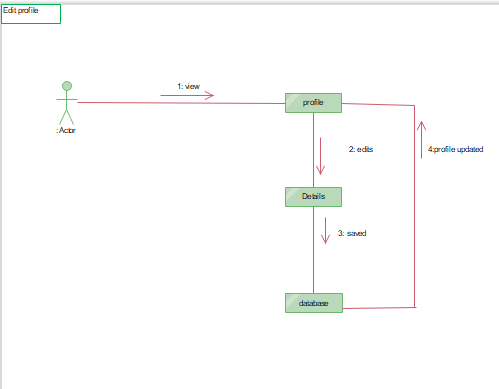 Edit profile
1: view
: Actor
profile
2: edits
4:profile updated
Details
3: saved
database